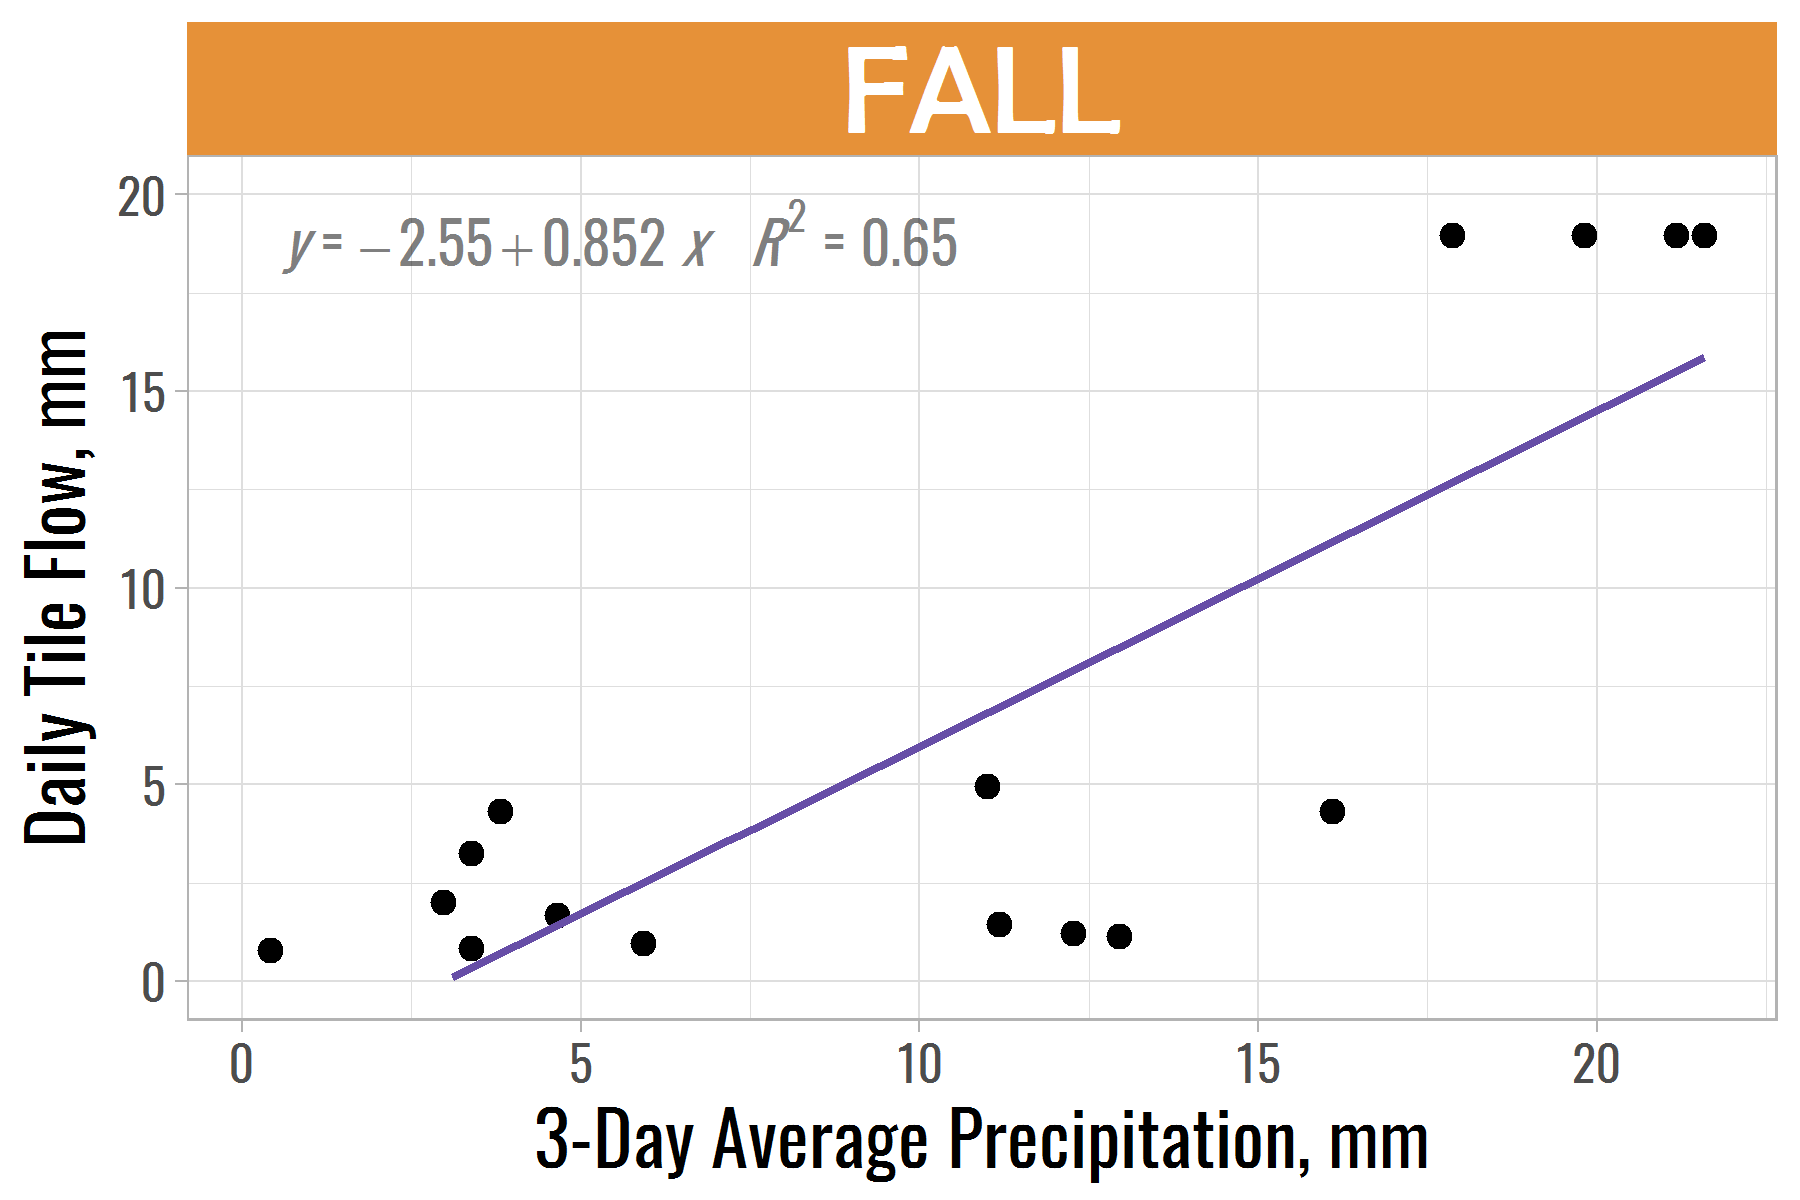 FALL
y = −2.55 + 0.852 x R² = 0.65
20
15
10
5
0
Daily Tile Flow, mm
0 5 10 15 20
3-Day Average Precipitation, mm